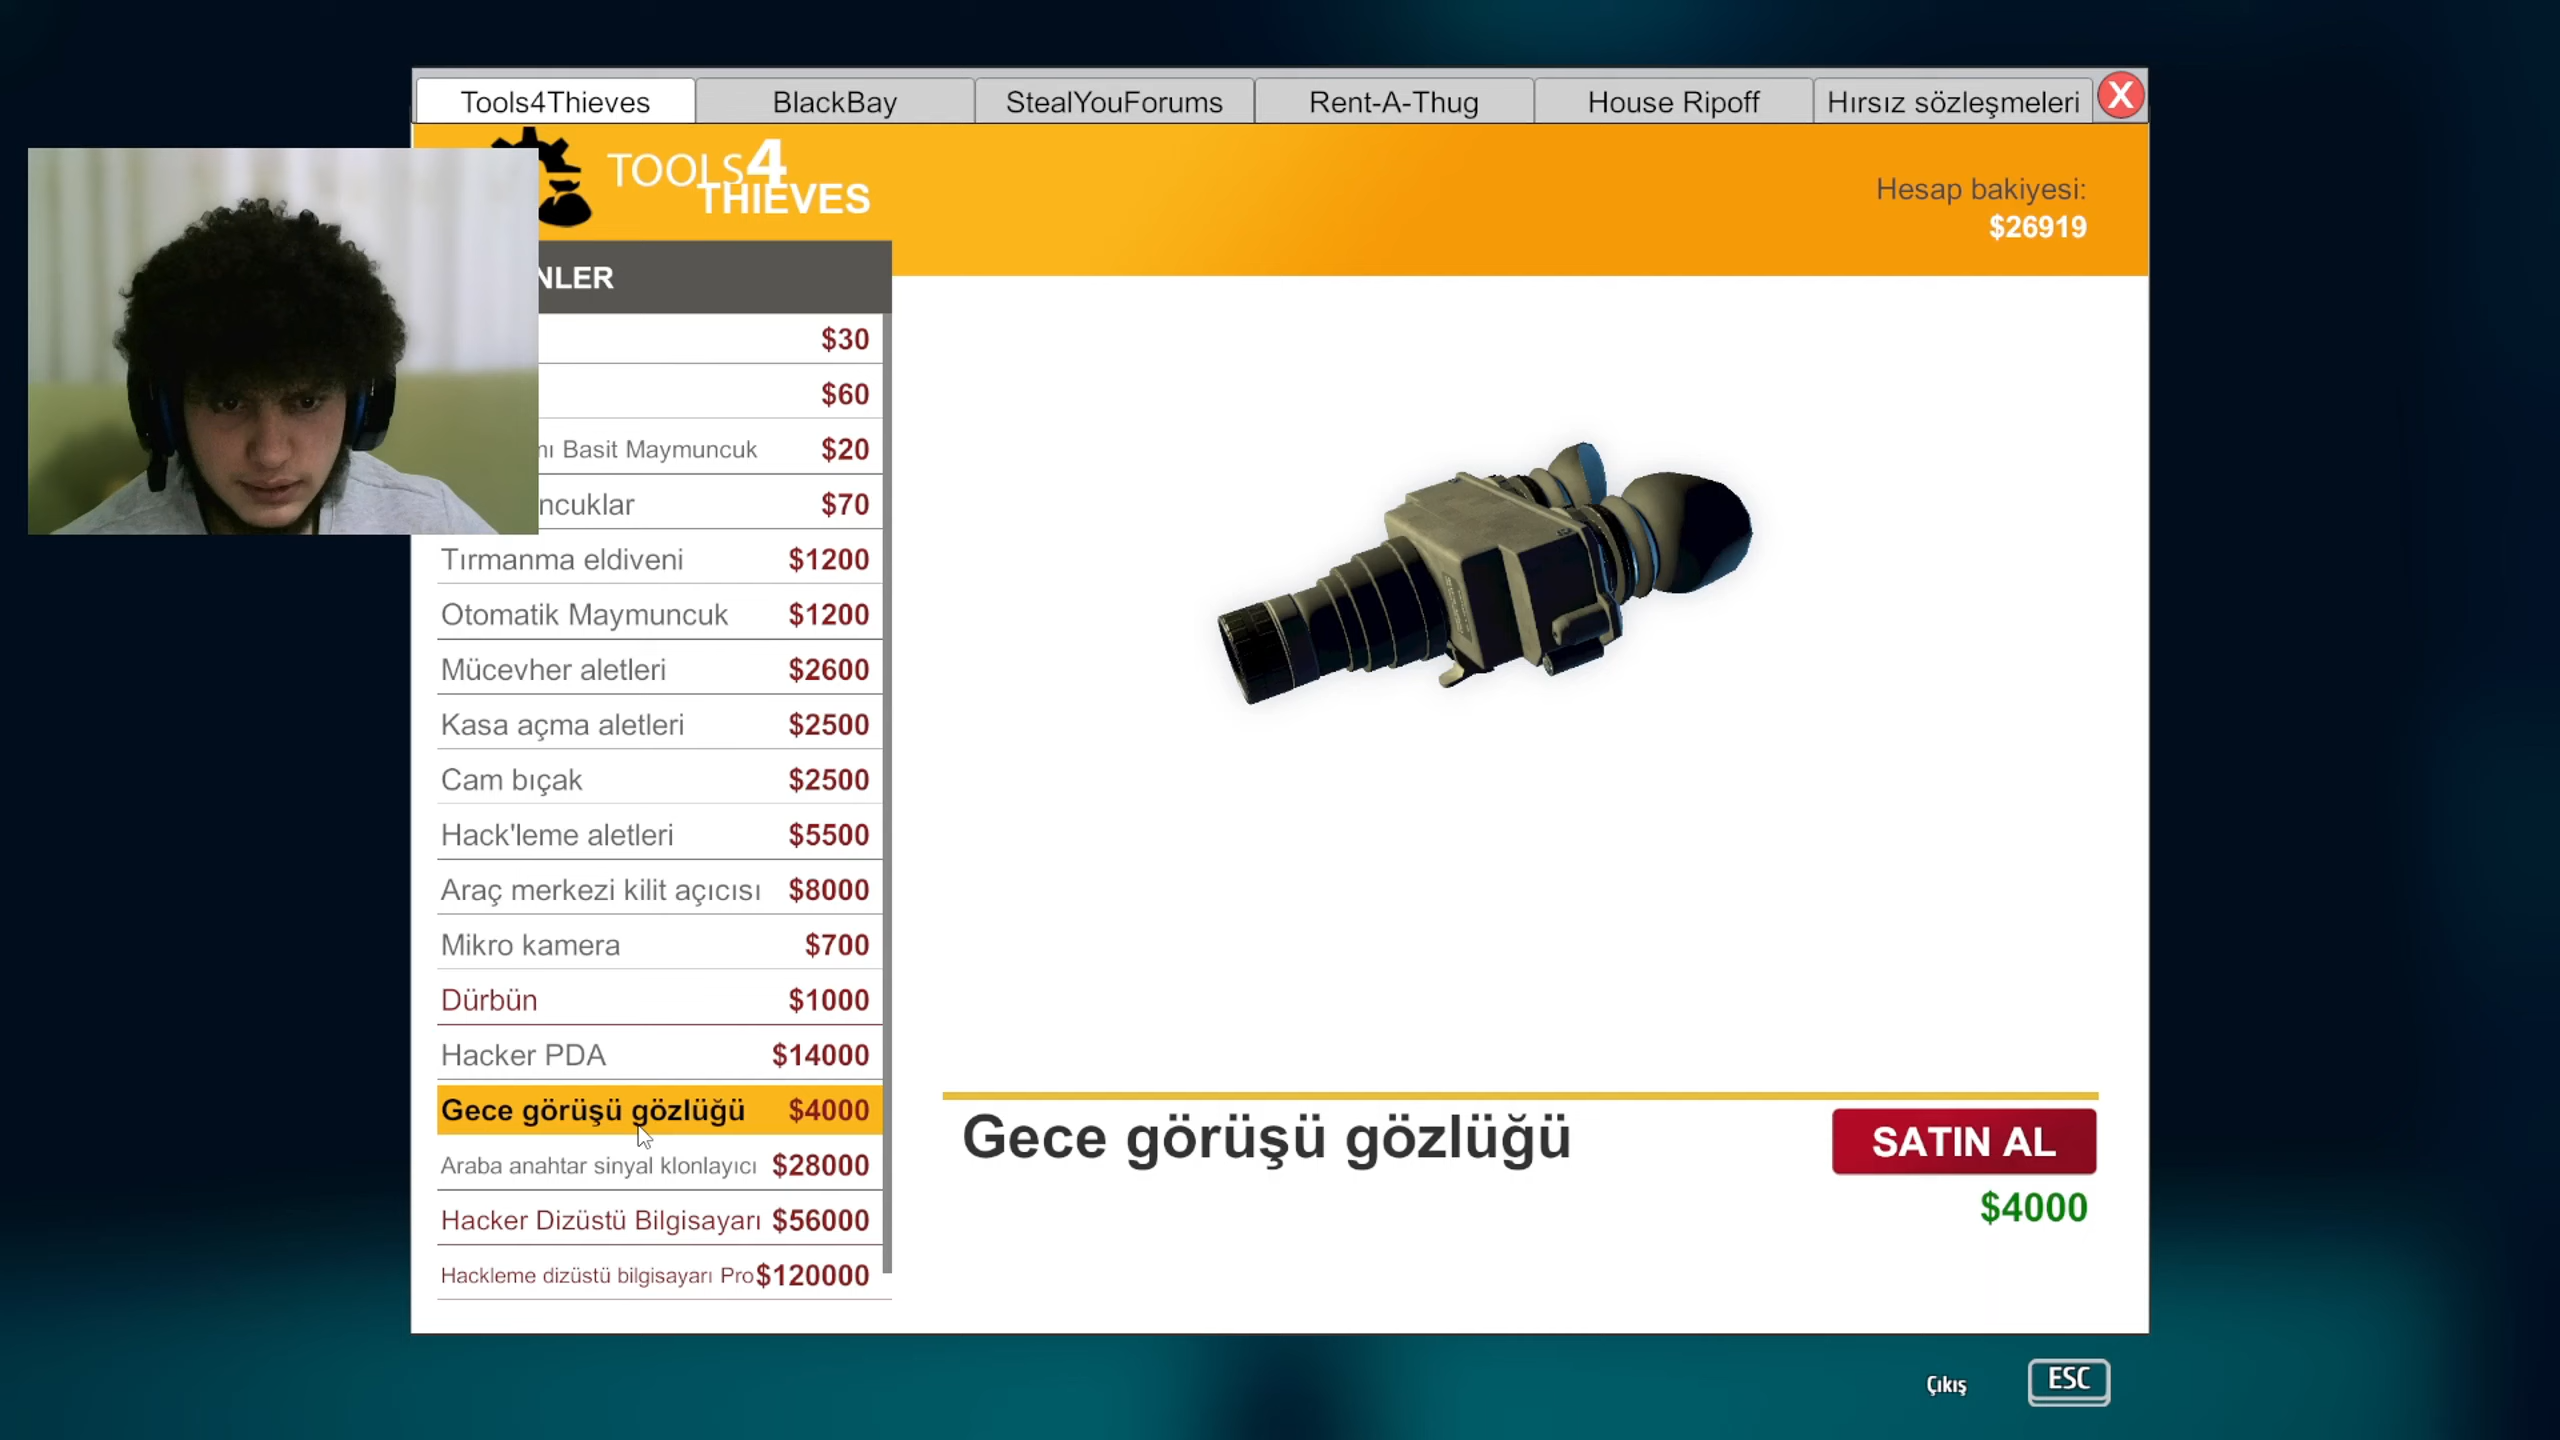 Tools4Thieves BlackBay StealYouForums Rent-A-Thug House Ripoff Hırsız sözleşmeleri X
TOOLS4
THIEVES
Hesap bakiyesi:
$26919
NLER
$30
$60
Basit Maymuncuk $20
ncuklar $70
Tırmanma eldiveni $1200
Otomatik Maymuncuk $1200
Mücevher aletleri $2600
Kasa açma aletleri $2500
Cam bıçak $2500
Hack'leme aletleri $5500
Araç merkezi kilit açıcısı $8000
Mikro kamera $700
Dürbün $1000
Hacker PDA $14000
Gece görüşü gözlüğü $4000
Araba anahtar sinyal klonlayıcı $28000
Hacker Dizüstü Bilgisayarı $56000
Hackleme dizüstü bilgisayarı Pro $120000
Gece görüşü gözlüğü
SATIN AL
$4000
Çıkış ESC